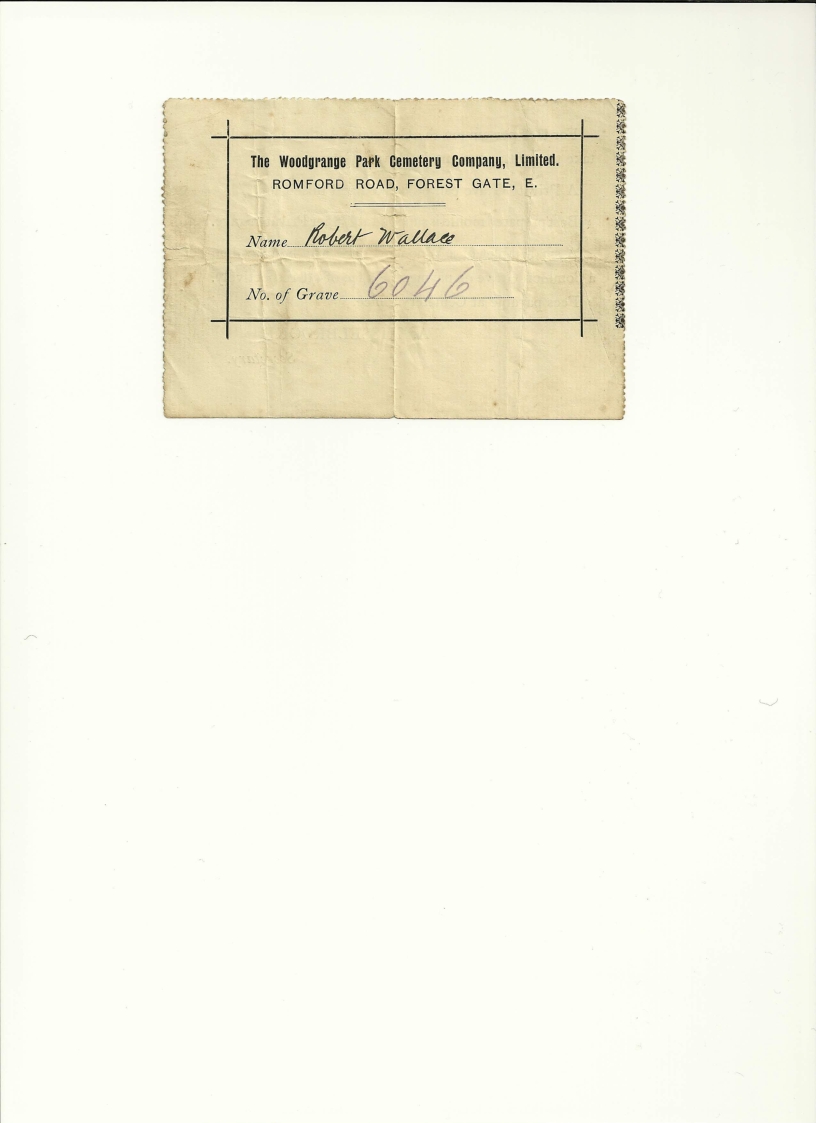 The Woodgrange Park Cemetery Company, Limited.
ROMFORD ROAD, FOREST GATE, E.
Name Robert Wallace
No. of Grave 6046